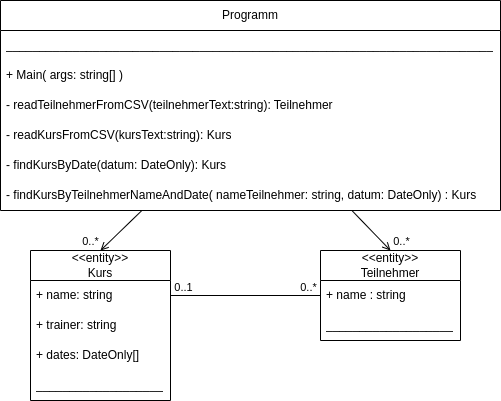 Programm
+ Main( args: string[] )
- readTeilnehmerFromCSV(teilnehmerText:string): Teilnehmer
- readKursFromCSV(kursText:string): Kurs
- findKursByDate(datum: DateOnly): Kurs
- findKursByTeilnehmerNameAndDate( nameTeilnehmer: string, datum: DateOnly) : Kurs
0..*
0..*
<<entity>>
Kurs
+ name: string
+ trainer: string
+ dates: DateOnly[]
0..1
0..*
<<entity>>
Teilnehmer
+ name : string